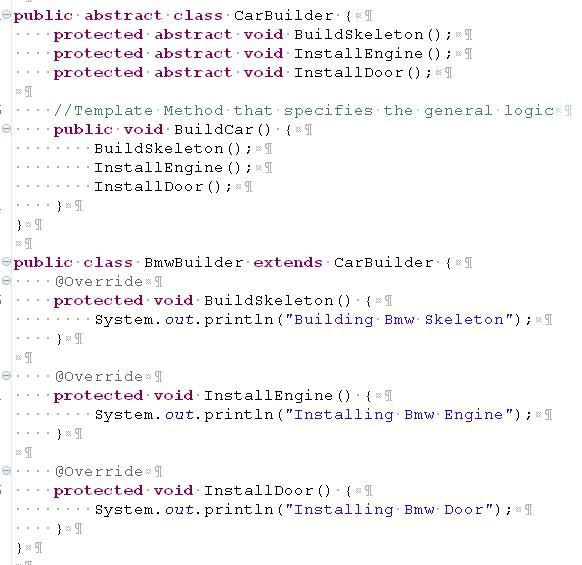 public abstract class CarBuilder {
    protected abstract void BuildSkeleton();
    protected abstract void InstallEngine();
    protected abstract void InstallDoor();

    //Template Method that specifies the general logic
    public void BuildCar() {
        BuildSkeleton();
        InstallEngine();
        InstallDoor();
    }
}

public class BmwBuilder extends CarBuilder {
    @Override
    protected void BuildSkeleton() {
        System.out.println("Building Bmw Skeleton");
    }

    @Override
    protected void InstallEngine() {
        System.out.println("Installing Bmw Engine");
    }

    @Override
    protected void InstallDoor() {
        System.out.println("Installing Bmw Door");
    }
}